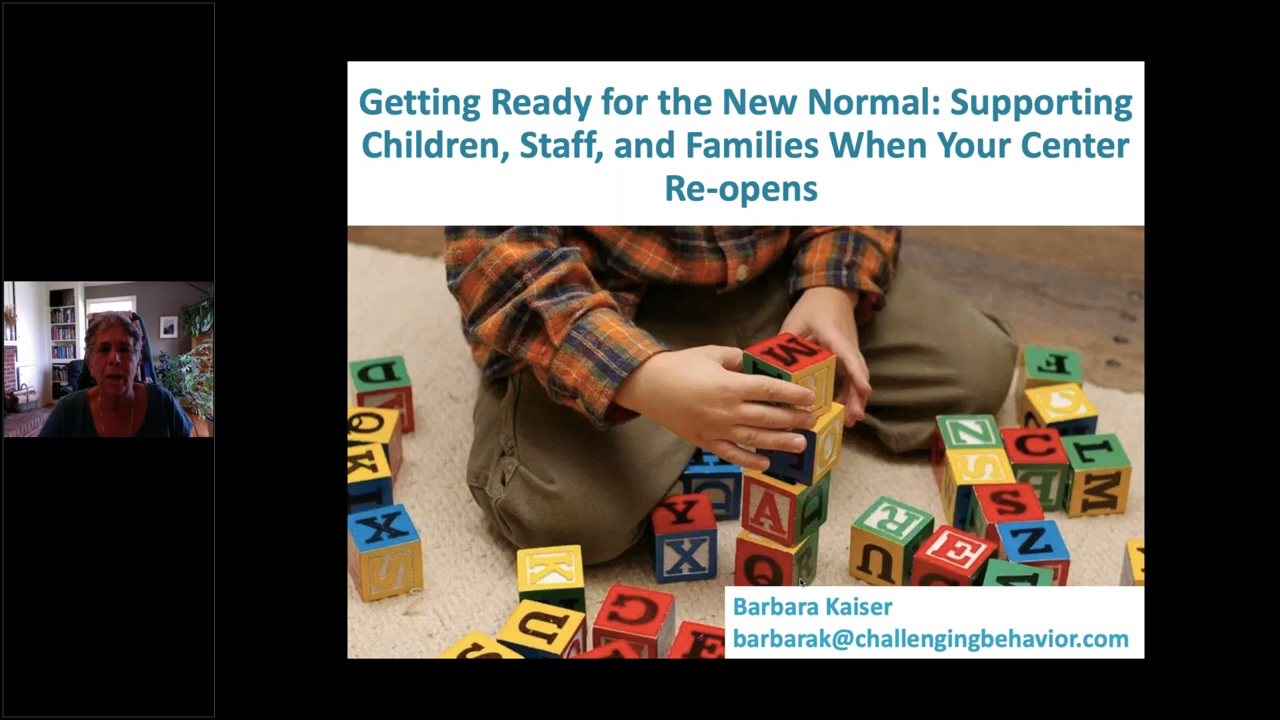 Getting Ready for the New Normal: Supporting
Children, Staff, and Families When Your Center
Re-opens
D
O
K
I
X
S
K
U
Y
X
M
A
Q
R
U
E
N
Z
S
C
S
Z
L
M
F
Barbara Kaiser
barbarak@challengingbehavior.com